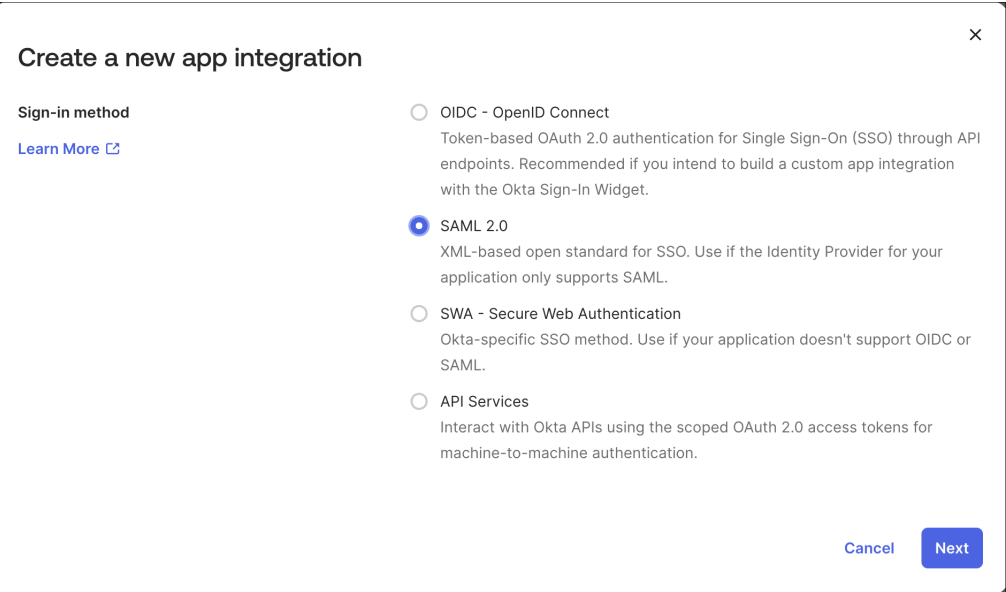 Create a new app integration
Sign-in method
Learn More
OIDC - OpenID Connect
Token-based OAuth 2.0 authentication for Single Sign-On (SSO) through API
endpoints. Recommended if you intend to build a custom app integration
with the Okta Sign-In Widget.
SAML 2.0
XML-based open standard for SSO. Use if the Identity Provider for your
application only supports SAML.
SWA - Secure Web Authentication
Okta-specific SSO method. Use if your application doesn't support OIDC or
SAML.
API Services
Interact with Okta APIs using the scoped OAuth 2.0 access tokens for
machine-to-machine authentication.
Cancel
Next